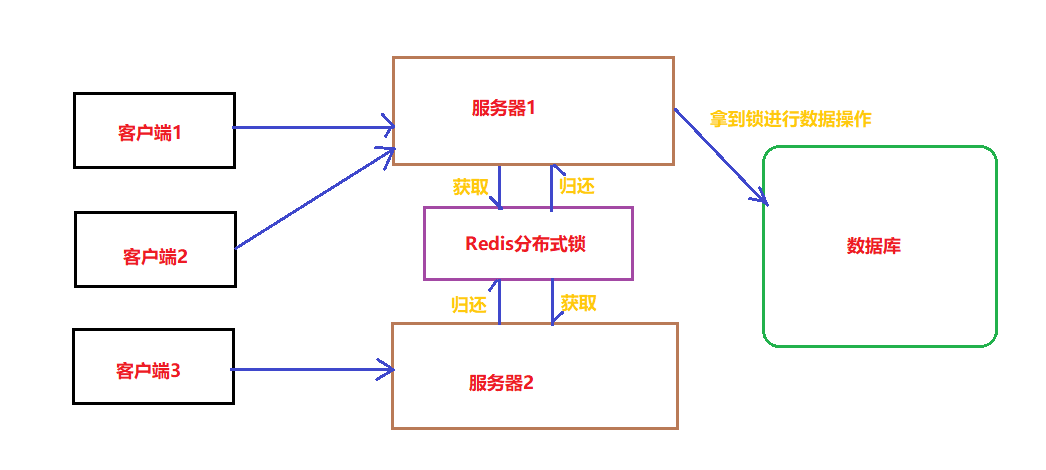 服务器1
拿到锁进行数据操作
客户端1
获取
归还
客户端2
Redis分布式锁
数据库
归还
获取
客户端3
服务器2